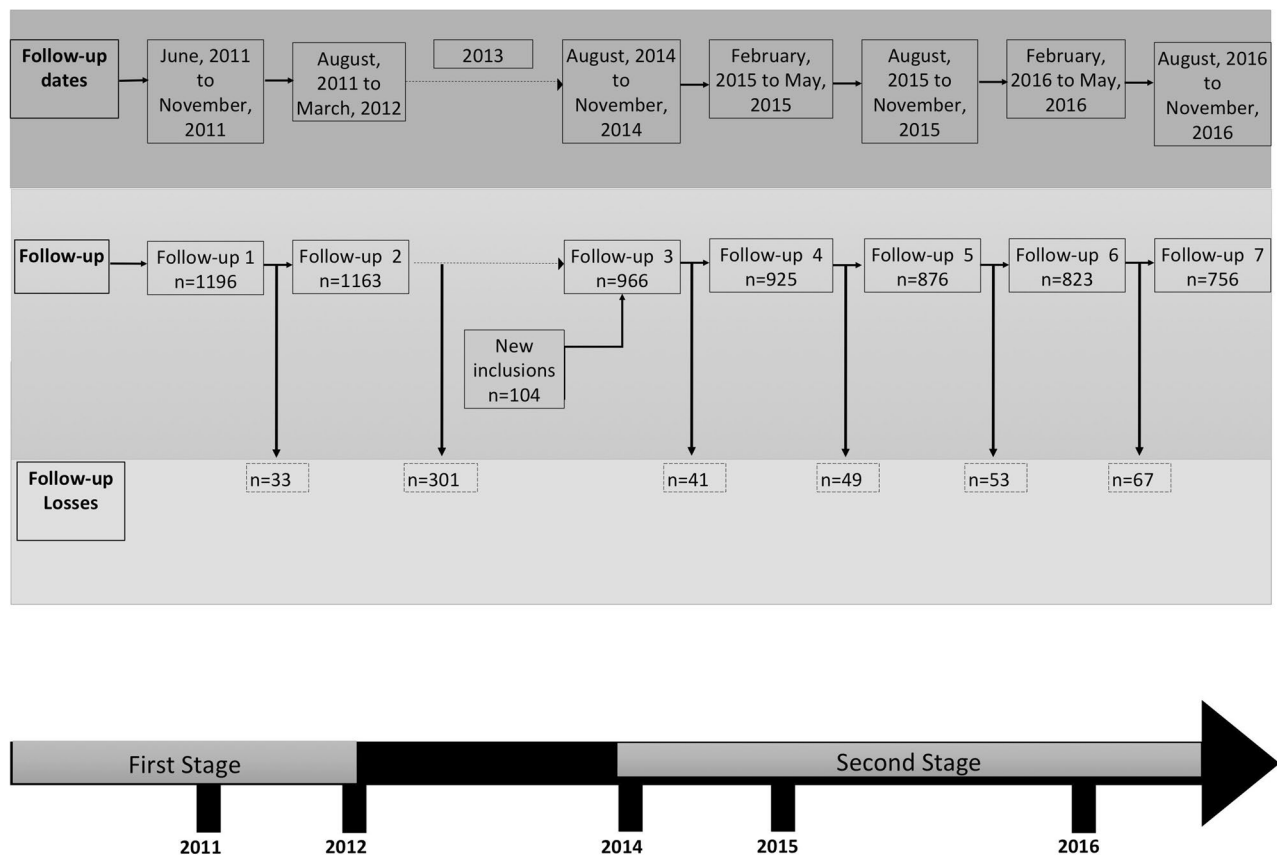 Follow-up
dates
June, 2011
to
November,
2011
August,
2011 to
March, 2012
2013
August, 2014
to
November,
2014
February,
2015 to May,
2015
August,
2015 to
November,
2015
February,
2016 to May,
2016
August, 2016
to
November,
2016
Follow-up
Follow-up 1
n=1196
Follow-up 2
n=1163
Follow-up 3
n=966
Follow-up 4
n=925
Follow-up 5
n=876
Follow-up 6
n=823
Follow-up 7
n=756
New
inclusions
n=104
Follow-up
Losses
n=33
n=301
n=41
n=49
n=53
n=67
First Stage
Second Stage
2011
2012
2014
2015
2016